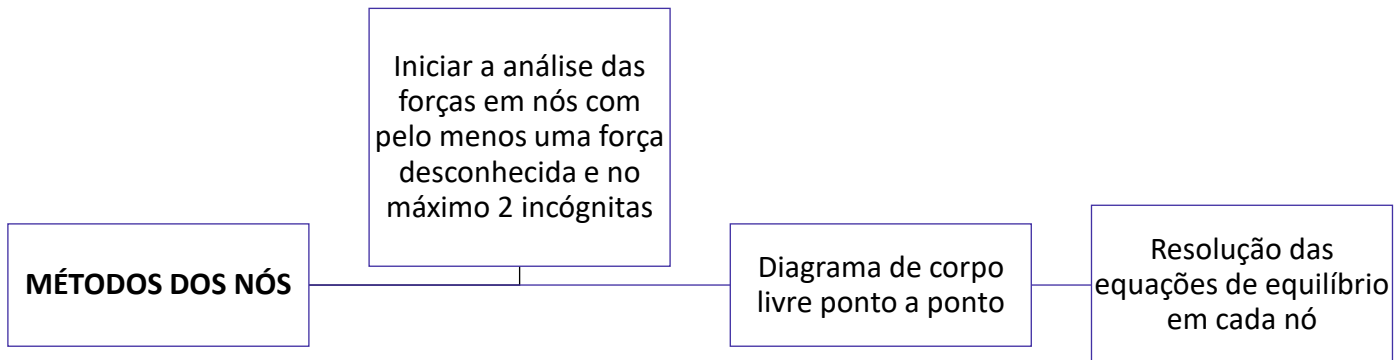 Iniciar a análise das
forças em nós com
pelo menos uma força
desconhecida e no
máximo 2 incógnitas
MÉTODOS DOS NÓS
Diagrama de corpo
livre ponto a ponto
Resolução das
equações de equilíbrio
em cada nó